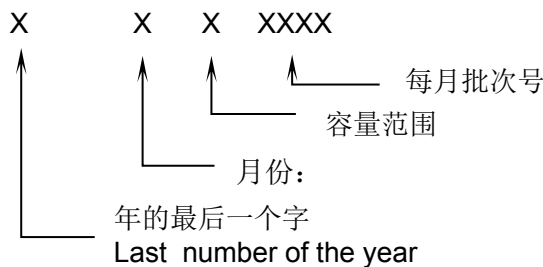 X X X XXXX
每月批次号
容量范围
月份：
年的最后一个字
Last number of the year